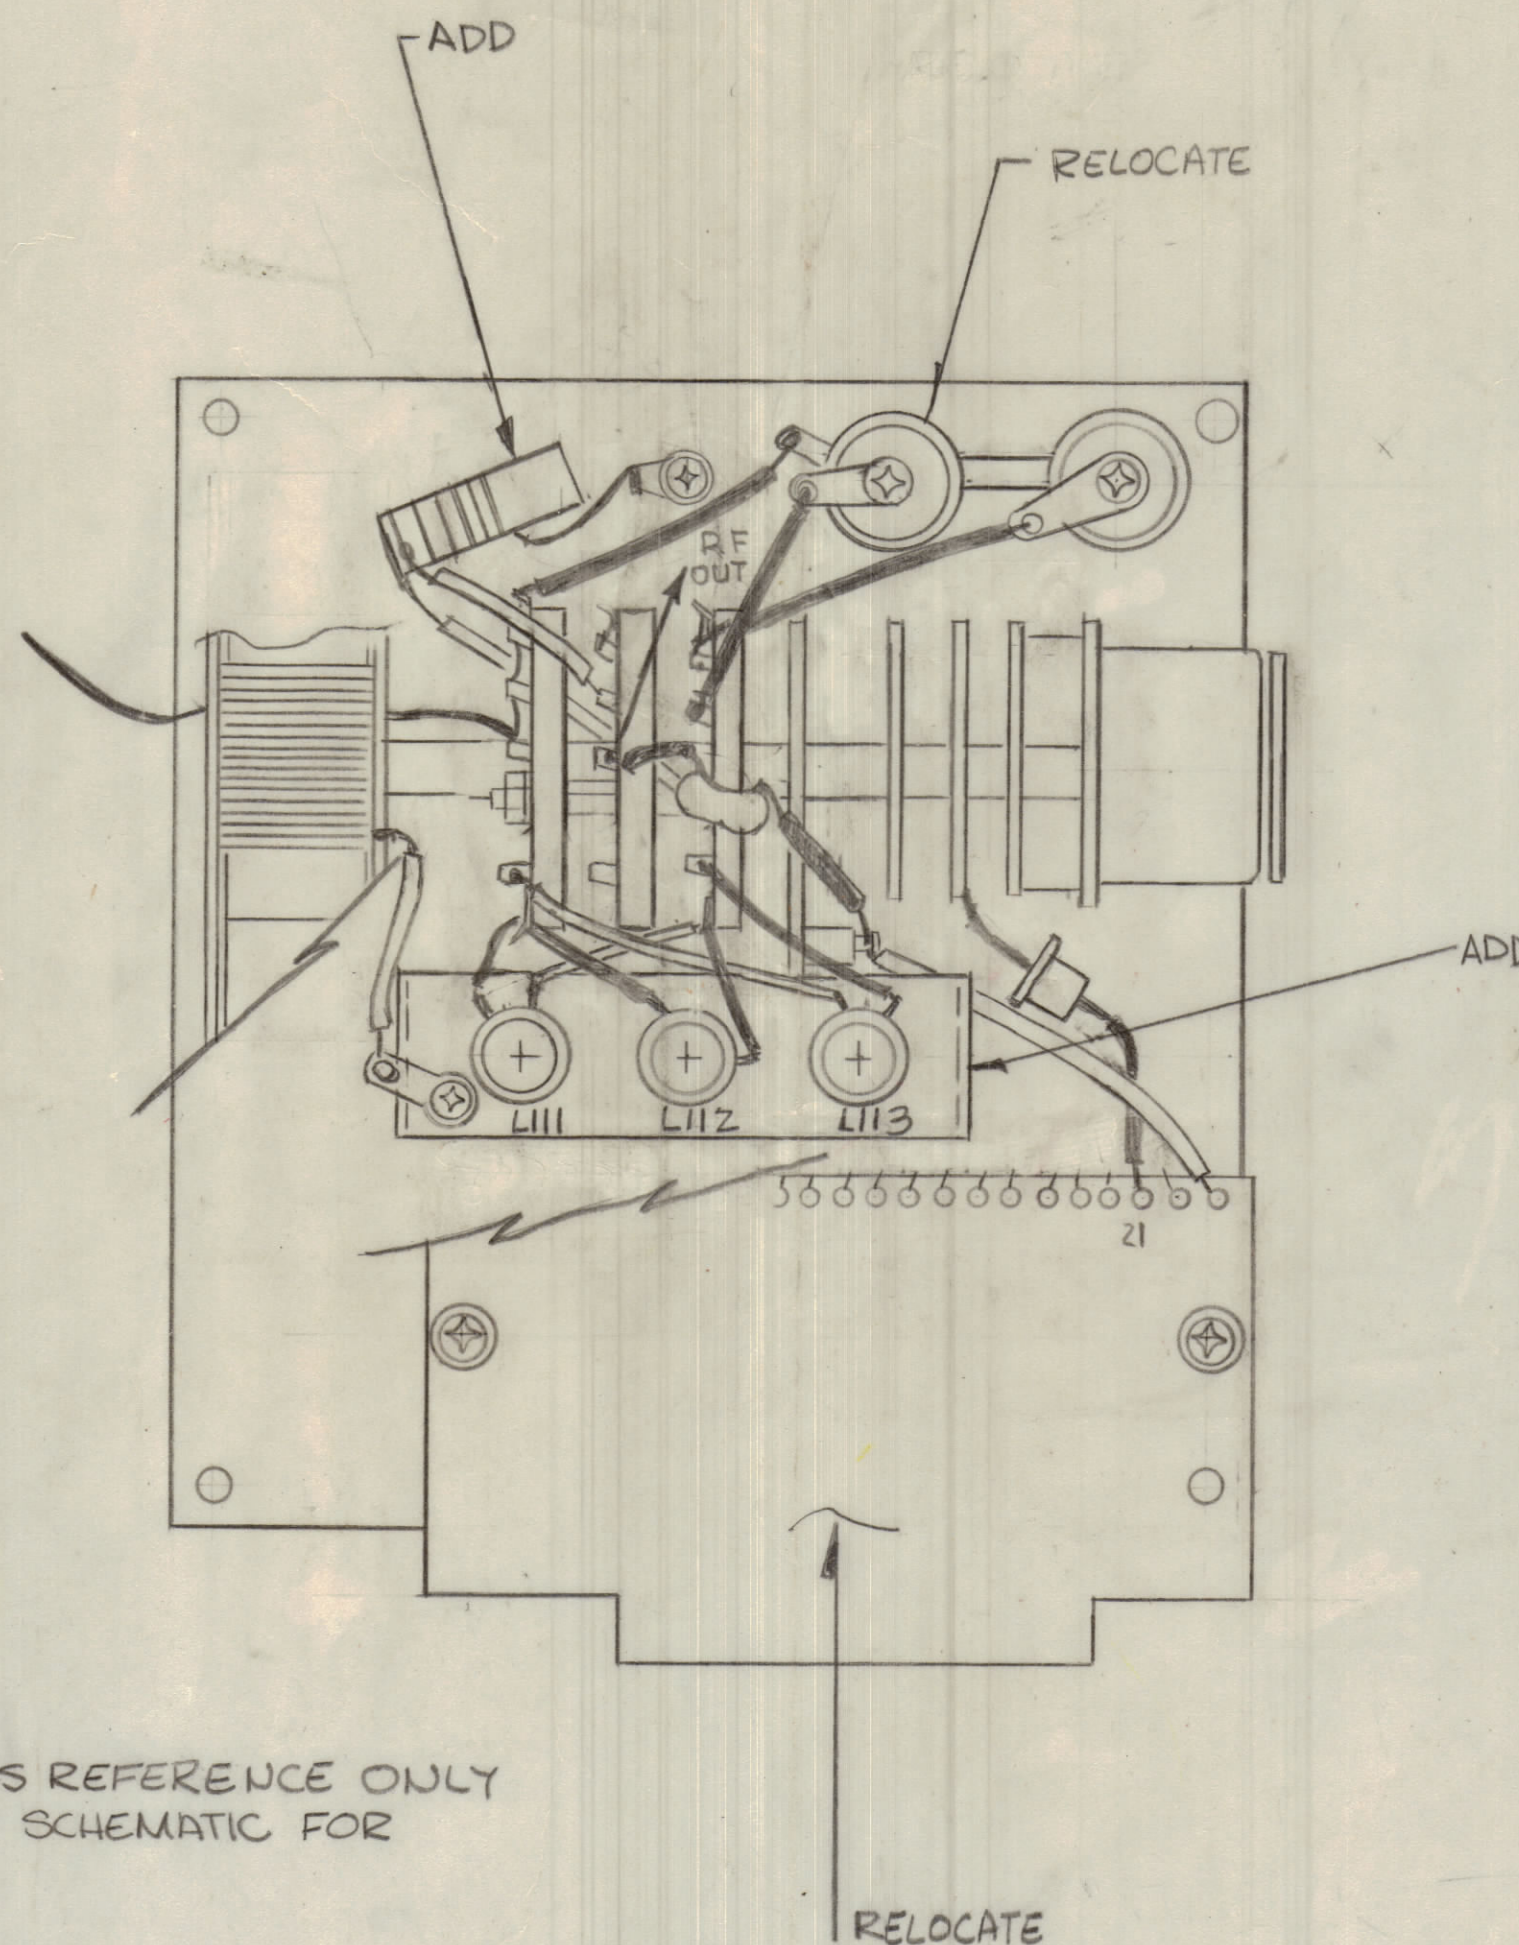 ADD
RELOCATE
RF
OUT
ADD
L111
L112
L113
21
S REFERENCE ONLY
SCHEMATIC FOR
RELOCATE